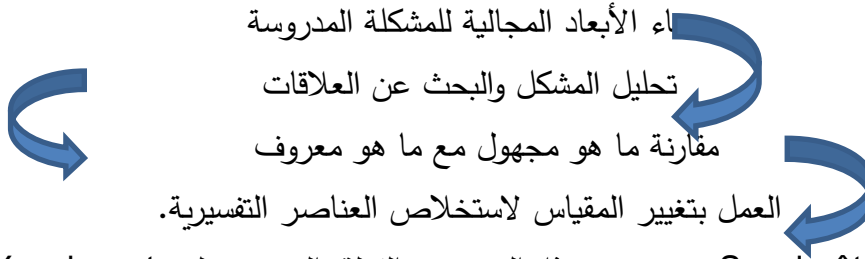 الأبعاد المجالية للمشكلة المدروسة
تحليل المشكل والبحث عن العلاقات
مقارنة ما هو مجهول مع ما هو معروف
العمل بتغيير المقياس لاستخلاص العناصر التفسيرية.